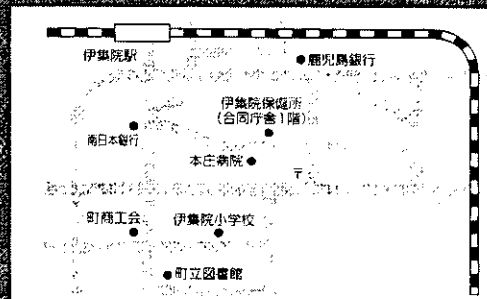 伊集院駅
鹿児島銀行
伊集院保健所
(合同庁舎1階)
南日本銀行
本庄病院
〒
町商工会
伊集院小学校
町立図書館